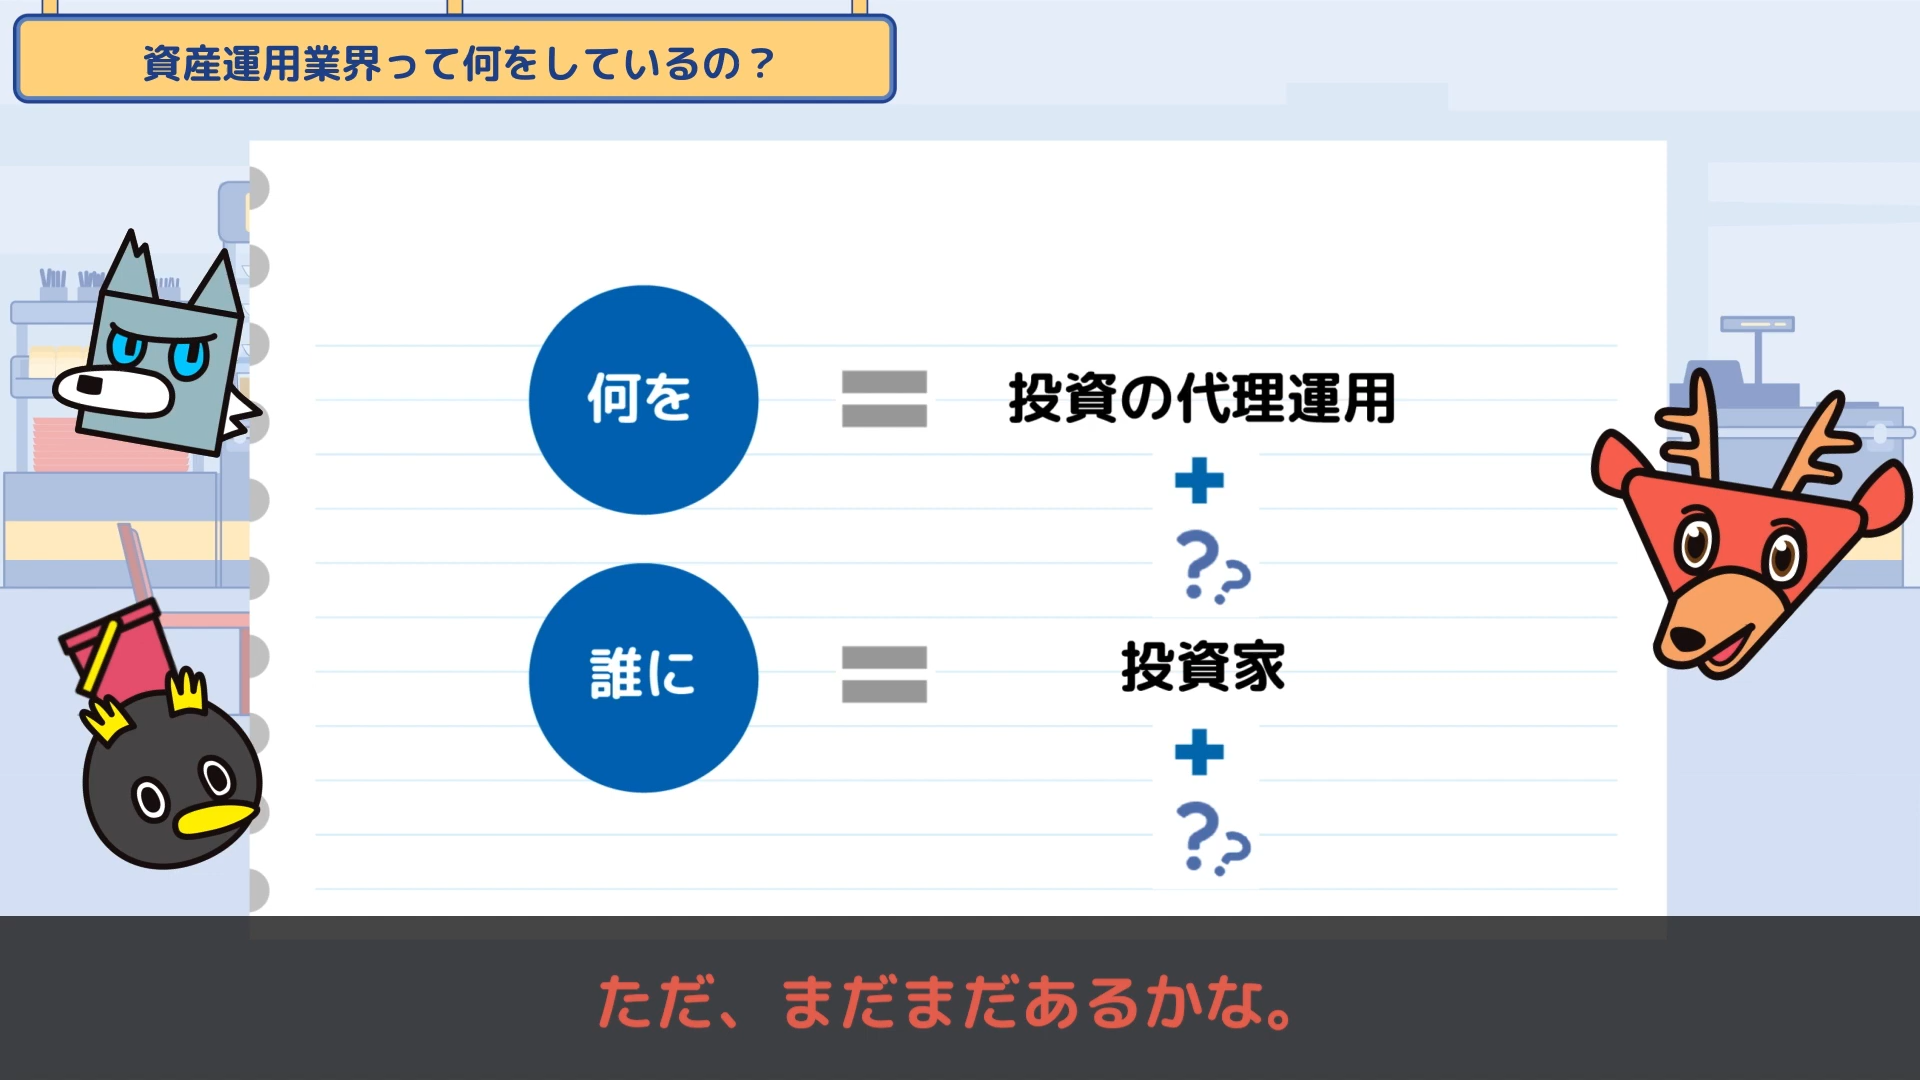 資産運用業界って何をしているの？
何を = 投資の代理運用
+
??
誰に = 投資家
+
??
ただ、まだまだあるかな。